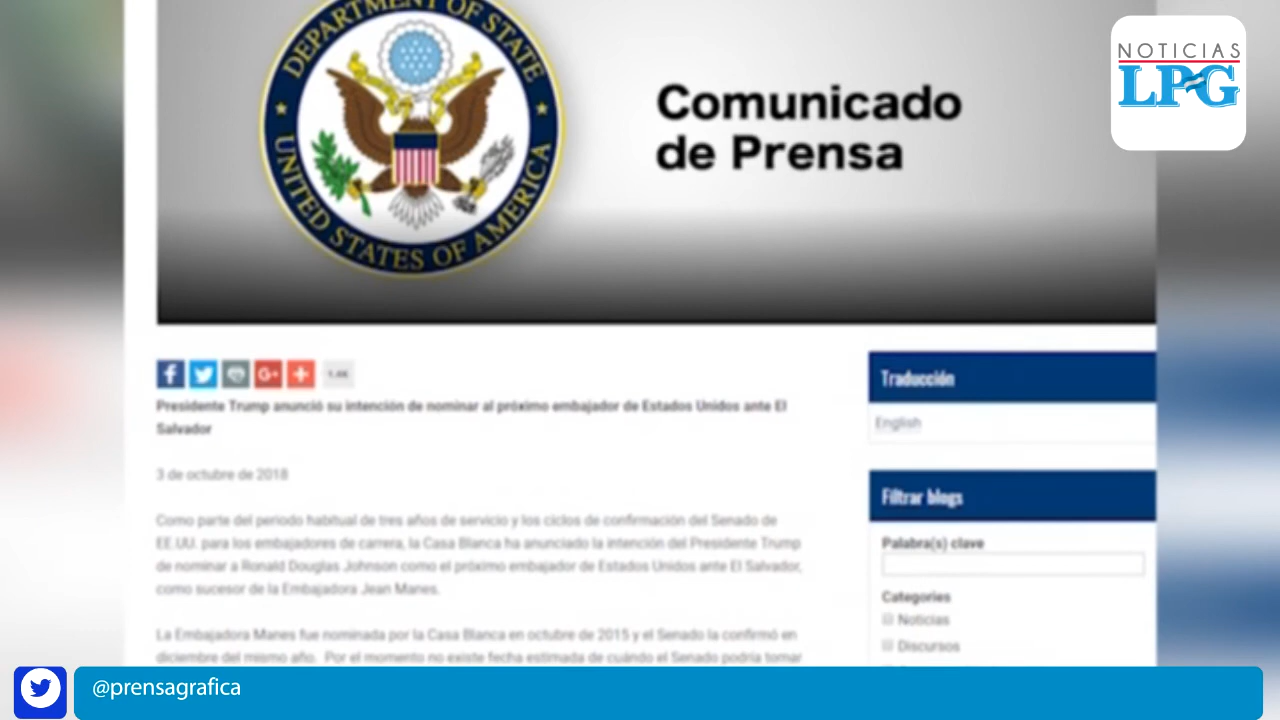 DEPARTMENT OF STATE
UNITED STATES OF AMERICA
Comunicado
de Prensa
NOTICIAS
LPG
f
G+
1.4K
Presidente Trump anunció su intención de nominar al próximo embajador de Estados Unidos ante El
Salvador
3 de octubre de 2018
Como parte del periodo habitual de tres años de servicio y los ciclos de confirmación del Senado de
EE.UU. para los embajadores de carrera, la Casa Blanca ha anunciado la intención del Presidente Trump
de nominar a Ronald Douglas Johnson como el próximo embajador de Estados Unidos ante El Salvador,
como sucesor de la Embajadora Jean Manes.
La Embajadora Manes fue nominada por la Casa Blanca en octubre de 2015 y el Senado la confirmó en
diciembre del mismo año. Por el momento no existe fecha estimada de cuándo el Senado podría tomar
Traducción
English
Filtrar blogs
Palabra(s) clave
Categories
Noticias
Discursos
@prensagrafica